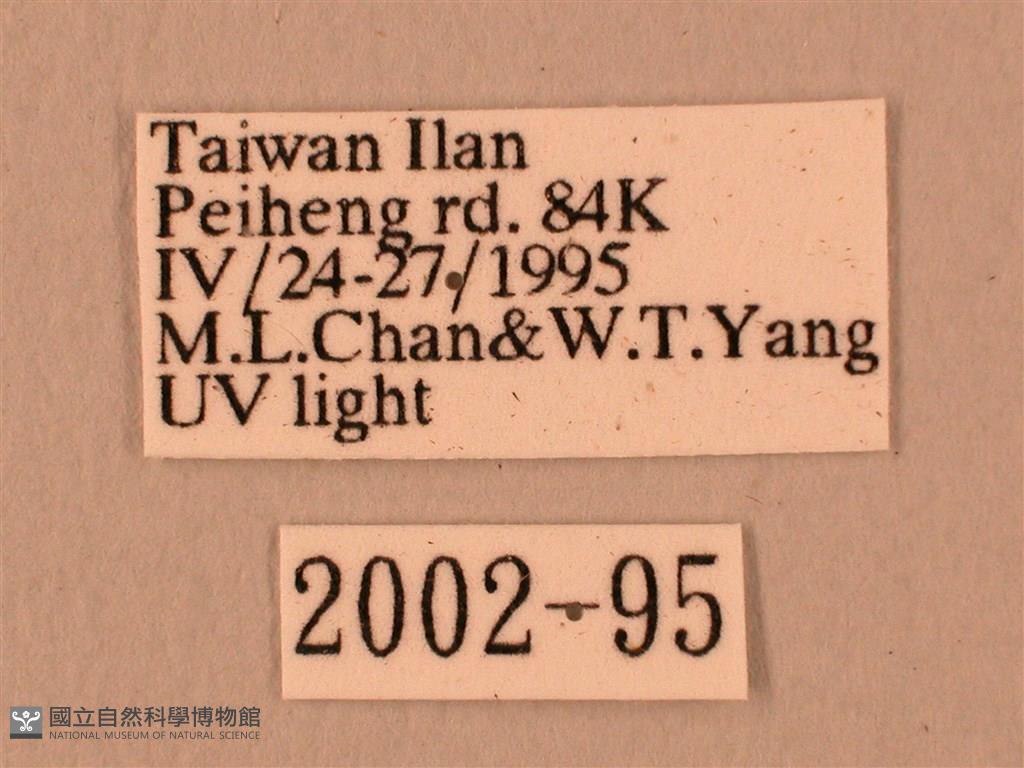 Taiwan Ilan
Peiheng rd. 84K
IV/24-27/1995
M.L.Chan&W.T.Yang
UV light
2002-95
國立自然科學博物館
NATIONAL MUSEUM OF NATURAL SCIENCE